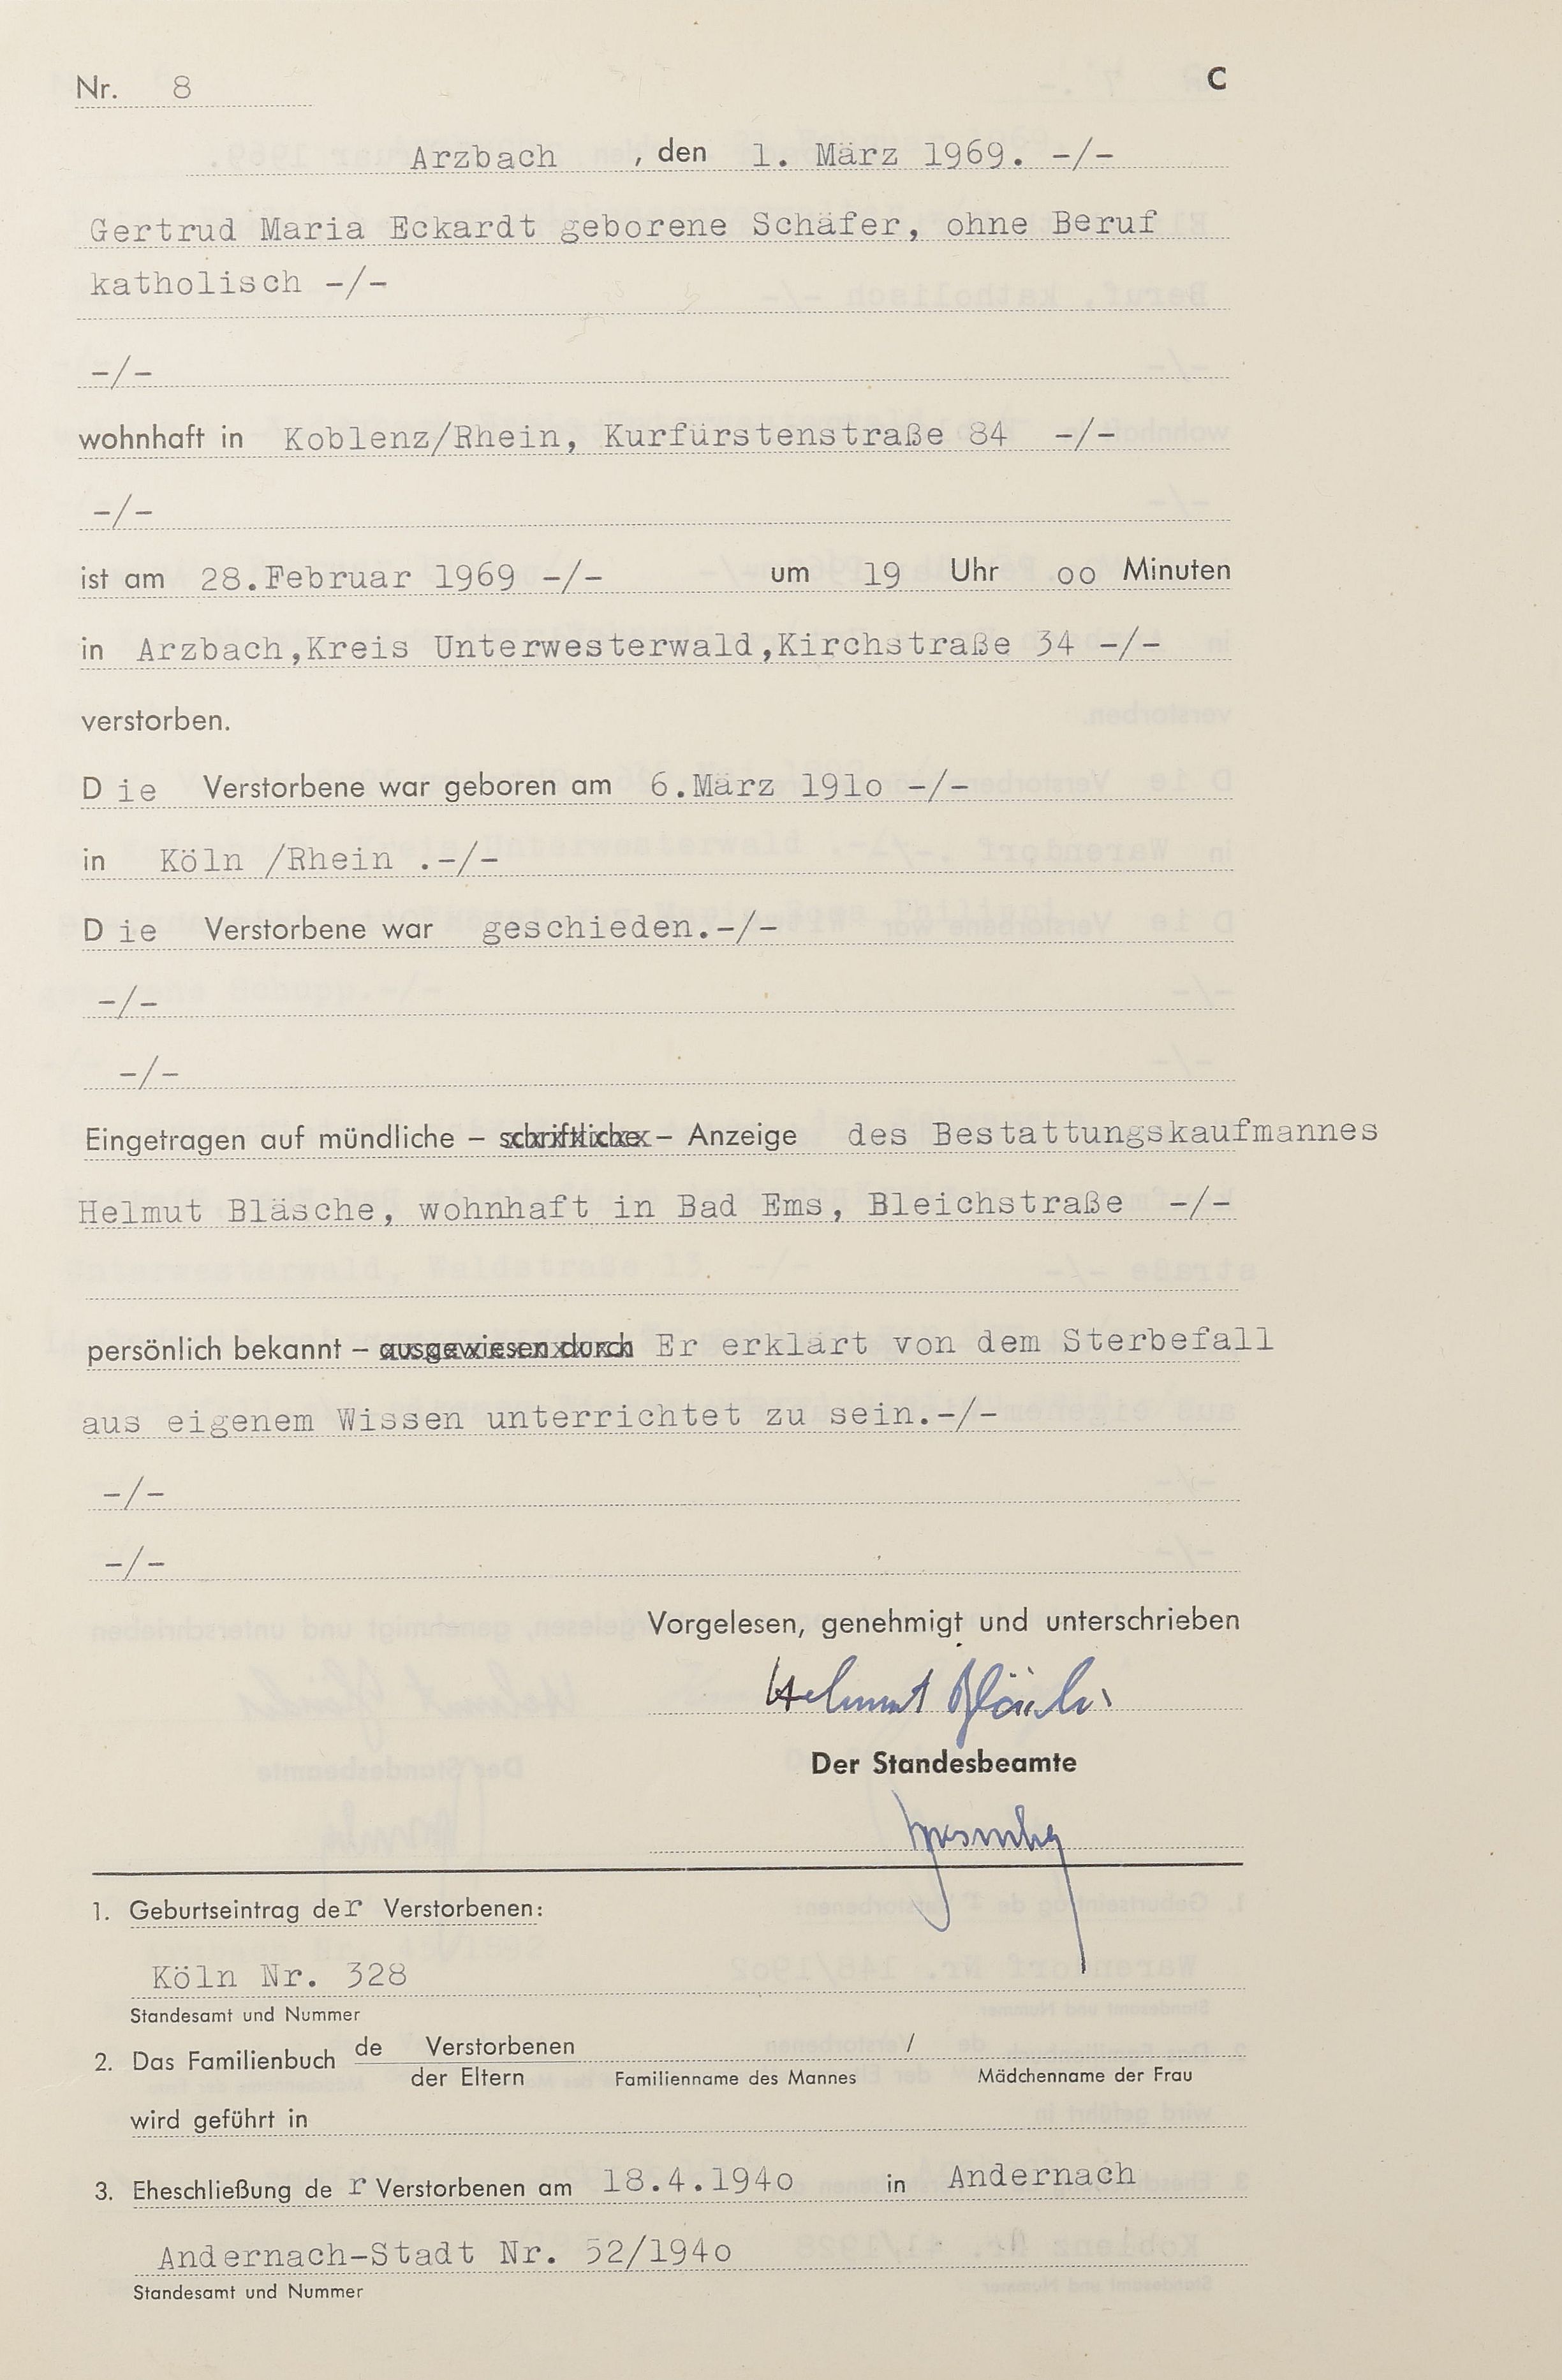 Nr. 8 C
Arzbach , den 1. März 1969. -/-
Gertrud Maria Eckardt geborene Schäfer, ohne Beruf
katholisch -/-
-/-
wohnhaft in Koblenz/Rhein, Kurfürstenstraße 84 -/-
-/-
ist am 28.Februar 1969 -/- um 19 Uhr oo Minuten
in Arzbach,Kreis Unterwesterwald,Kirchstraße 34 -/-
verstorben.
Die Verstorbene war geboren am 6.März 191o -/-
in Köln /Rhein .-/-
Die Verstorbene war geschieden.-/-
-/-
-/-
Eingetragen auf mündliche – schriftliche – Anzeige des Bestattungskaufmannes
Helmut Bläsche, wohnhaft in Bad Ems, Bleichstraße -/-
persönlich bekannt – ausgewiesen durch Er erklärt von dem Sterbefall
aus eigenem Wissen unterrichtet zu sein.-/-
-/-
-/-
Vorgelesen, genehmigt und unterschrieben
Helmut Bläsche
Der Standesbeamte
1. Geburtseintrag der Verstorbenen:
Köln Nr. 328
Standesamt und Nummer
2. Das Familienbuch de Verstorbenen /
der Eltern Familienname des Mannes Mädchenname der Frau
wird geführt in
3. Eheschließung der Verstorbenen am 18.4.194o in Andernach
Andernach-Stadt Nr. 52/194o
Standesamt und Nummer